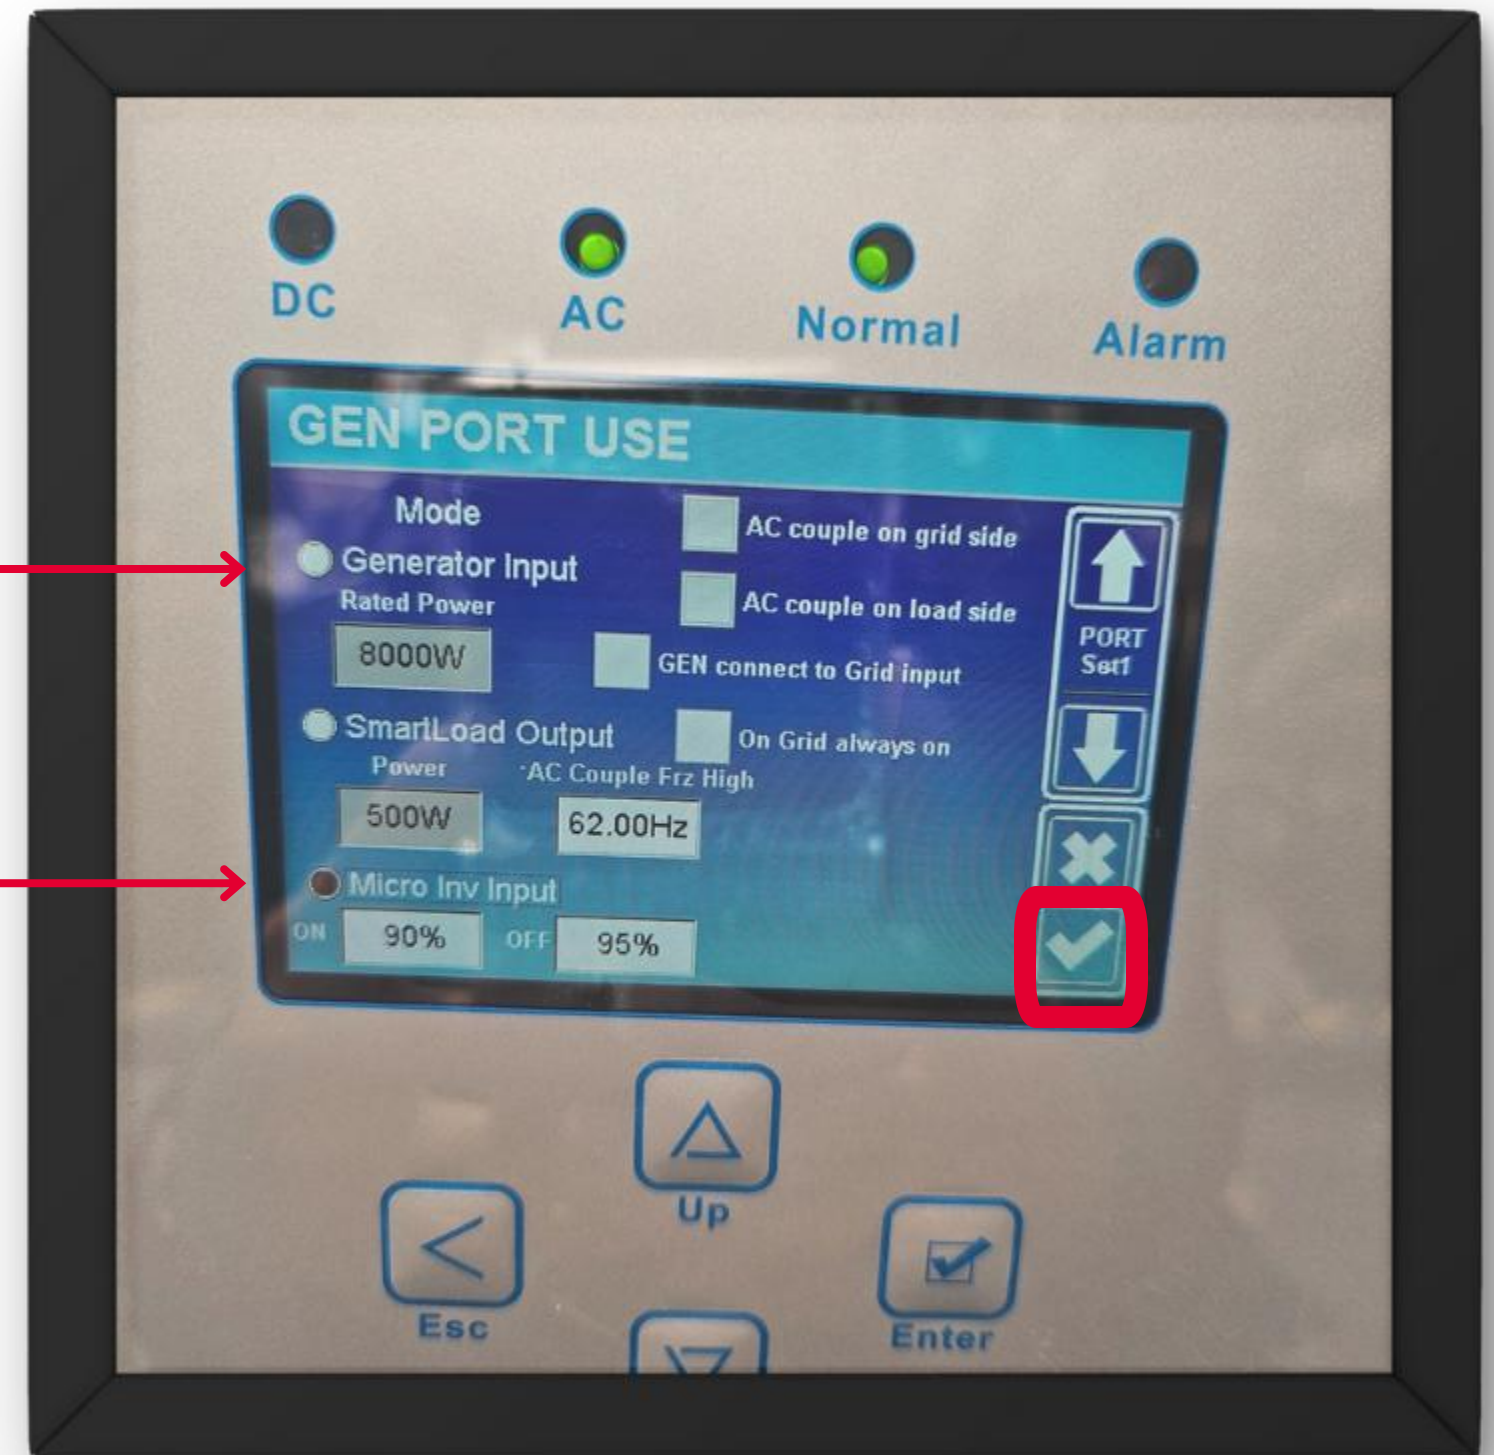 DC
AC
Normal
Alarm
GEN PORT USE
Mode
AC couple on grid side
Generator Input
Rated Power
AC couple on load side
8000W
GEN connect to Grid input
PORT
Set1
SmartLoad Output
On Grid always on
Power
AC Couple Frz High
500W
62.00Hz
Micro Inv Input
ON
90%
OFF
95%
Up
Esc
Enter